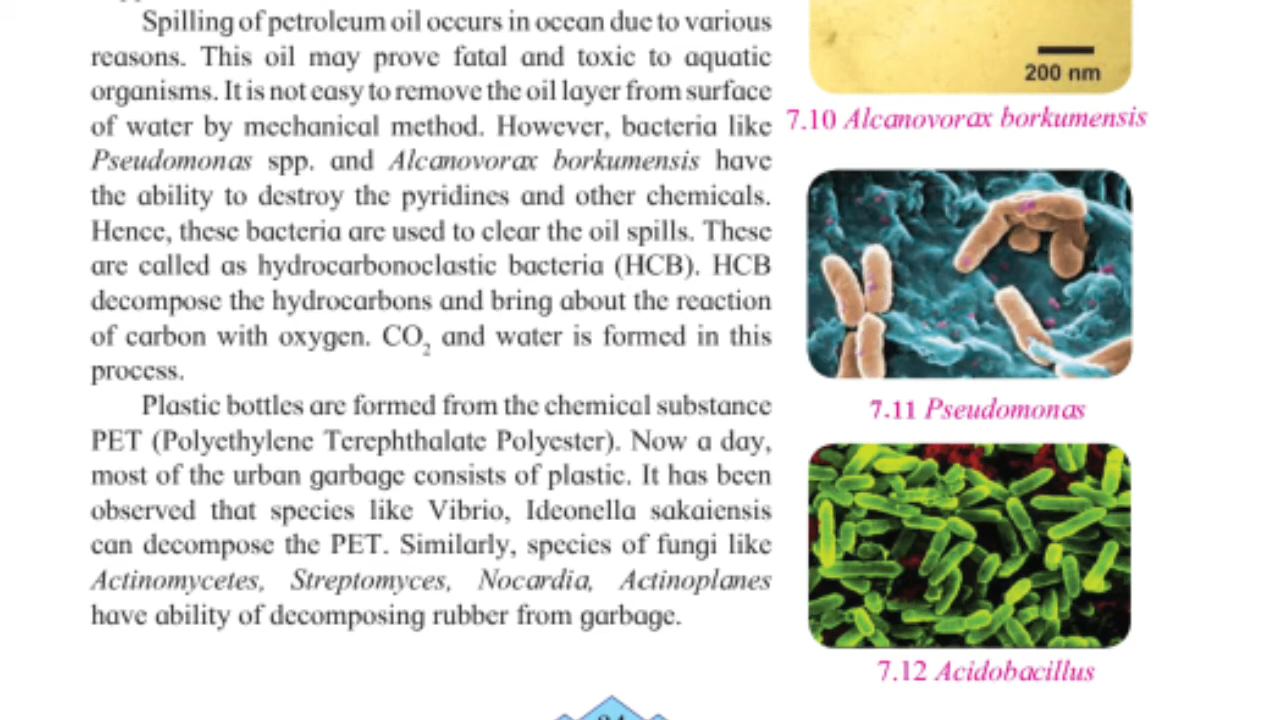 Spilling of petroleum oil occurs in ocean due to various
reasons. This oil may prove fatal and toxic to aquatic
organisms. It is not easy to remove the oil layer from surface
of water by mechanical method. However, bacteria like
Pseudomonas spp. and Alcanovorax borkumensis have
the ability to destroy the pyridines and other chemicals.
Hence, these bacteria are used to clear the oil spills. These
are called as hydrocarbonoclastic bacteria (HCB). HCB
decompose the hydrocarbons and bring about the reaction
of carbon with oxygen. CO₂ and water is formed in this
process.
Plastic bottles are formed from the chemical substance
PET (Polyethylene Terephthalate Polyester). Now a day,
most of the urban garbage consists of plastic. It has been
observed that species like Vibrio, Ideonella sakaiensis
can decompose the PET. Similarly, species of fungi like
Actinomycetes, Streptomyces, Nocardia, Actinoplanes
have ability of decomposing rubber from garbage.
200 nm
7.10 Alcanovorax borkumensis
7.11 Pseudomonas
7.12 Acidobacillus